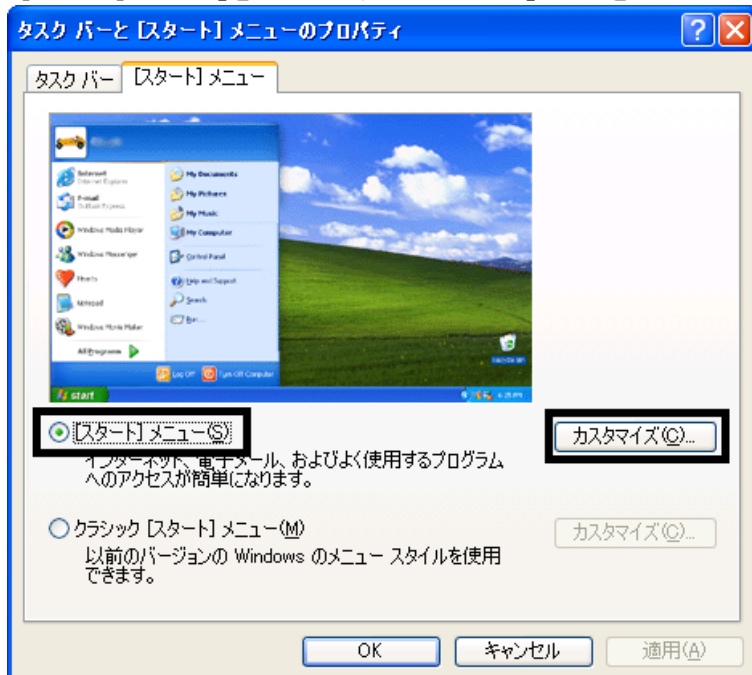 タスク バーと [スタート] メニューのプロパティ
タスク バー
[スタート] メニュー
Internet
Internet Explorer
E-mail
Outlook Express
Windows Media Player
Windows Messenger
Hearts
Notepad
Windows Movie Maker
All Programs
My Documents
My Pictures
My Music
My Computer
Control Panel
Help and Support
Search
Run...
Log Off
Turn Off Computer
start
[スタート] メニュー(S)
カスタマイズ(C)...
インターネット、電子メール、およびよく使用するプログラム
へのアクセスが簡単になります。
クラシック [スタート] メニュー(M)
カスタマイズ(C)...
以前のバージョンの Windows のメニュー スタイルを使用
できます。
OK
キャンセル
適用(A)